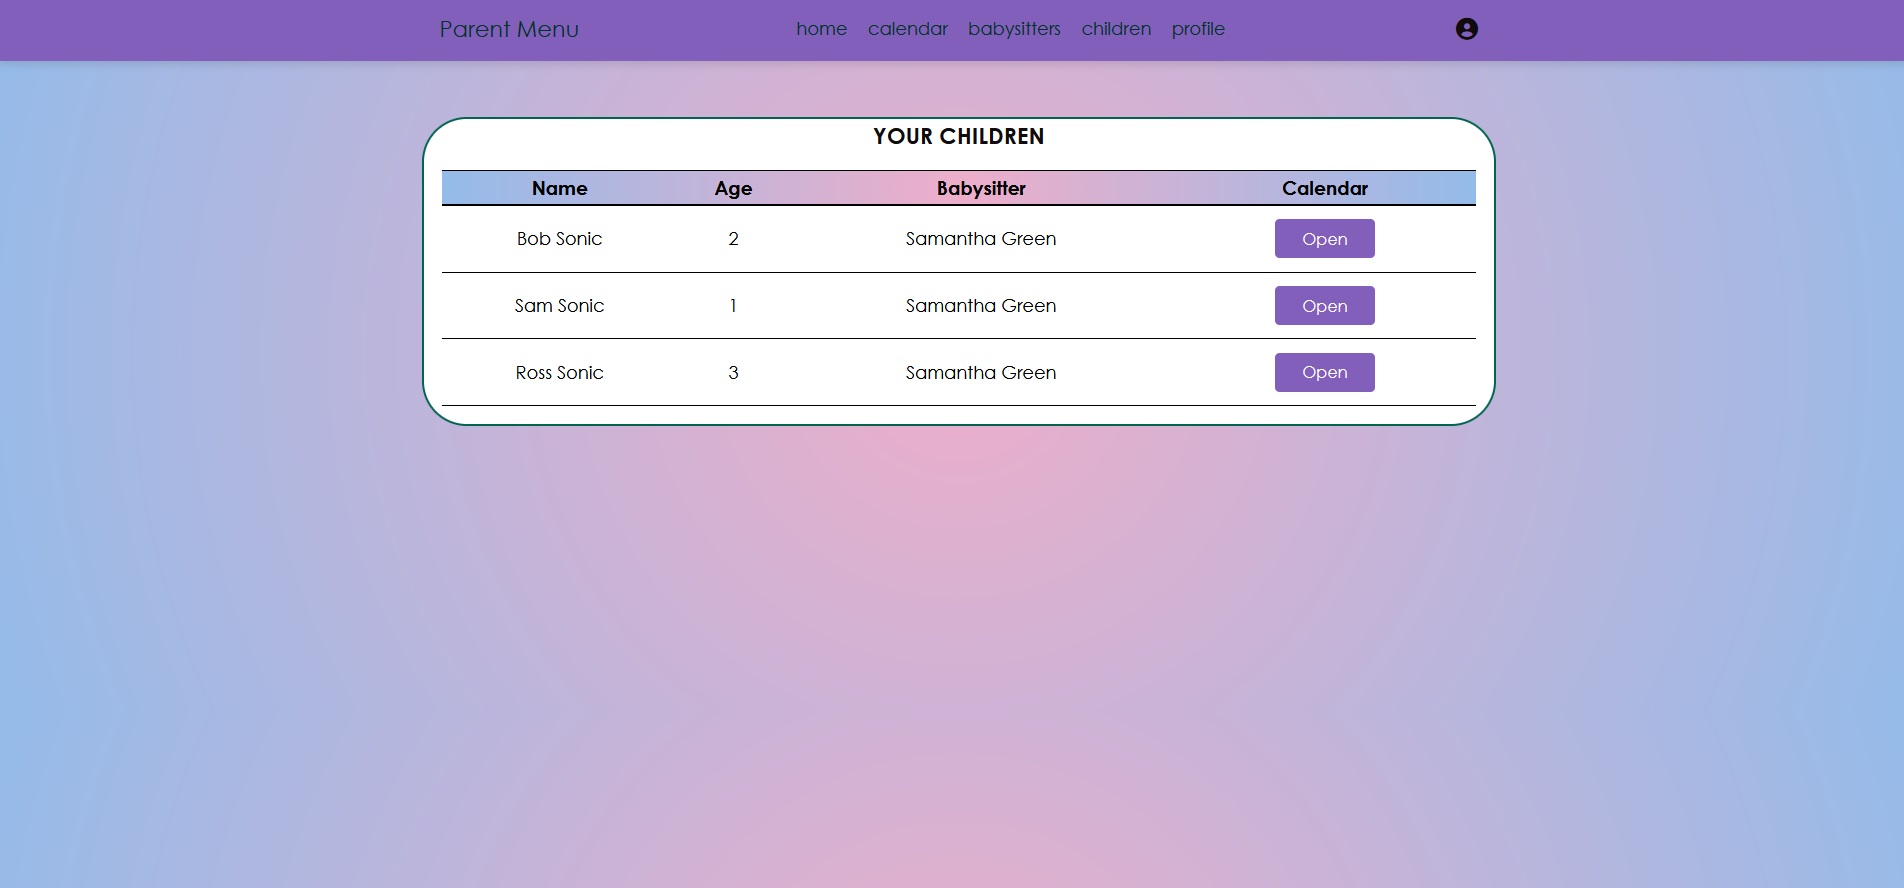 Parent Menu home calendar babysitters children profile
YOUR CHILDREN
Name Age Babysitter Calendar
Bob Sonic 2 Samantha Green Open
Sam Sonic 1 Samantha Green Open
Ross Sonic 3 Samantha Green Open